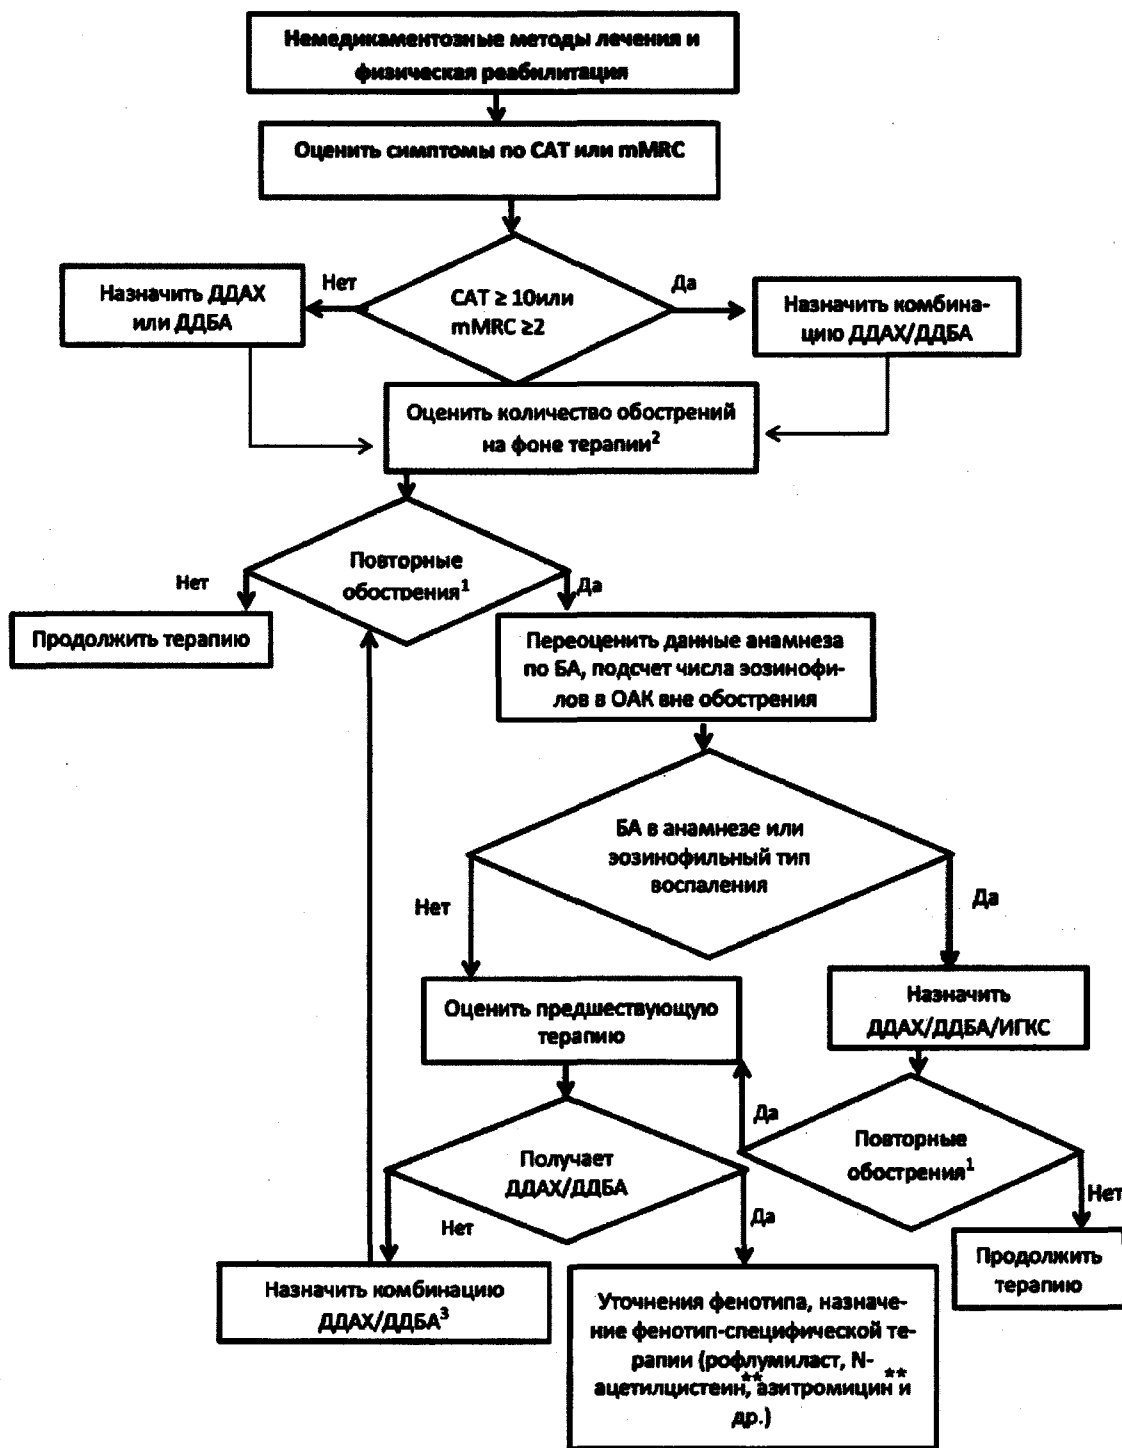 Немедикаментозные методы лечения и
физическая реабилитация
Оценить симптомы по САТ или mMRC
Нет
Да
САТ ≥ 10или
mMRC ≥2
Назначить ДДАХ
или ДДБА
Назначить комбина-
цию ДДАХ/ДДБА
Оценить количество обострений
на фоне терапии²
Повторные
обострения¹
Нет
Да
Продолжить терапию
Переоценить данные анамнеза
по БА, подсчет числа эозинофи-
лов в ОАК вне обострения
БА в анамнезе или
эозинофильный тип
воспаления
Нет
Да
Оценить предшествующую
терапию
Назначить
ДДАХ/ДДБА/ИГКС
Получает
ДДАХ/ДДБА
Да
Повторные
обострения¹
Нет
Нет
Да
Продолжить
терапию
Назначить комбинацию
ДДАХ/ДДБА³
Уточнения фенотипа, назначе-
ние фенотип-специфической те-
рапии (рофлумиласт, N-
ацетилцистеин**, азитромицин** и
др.)